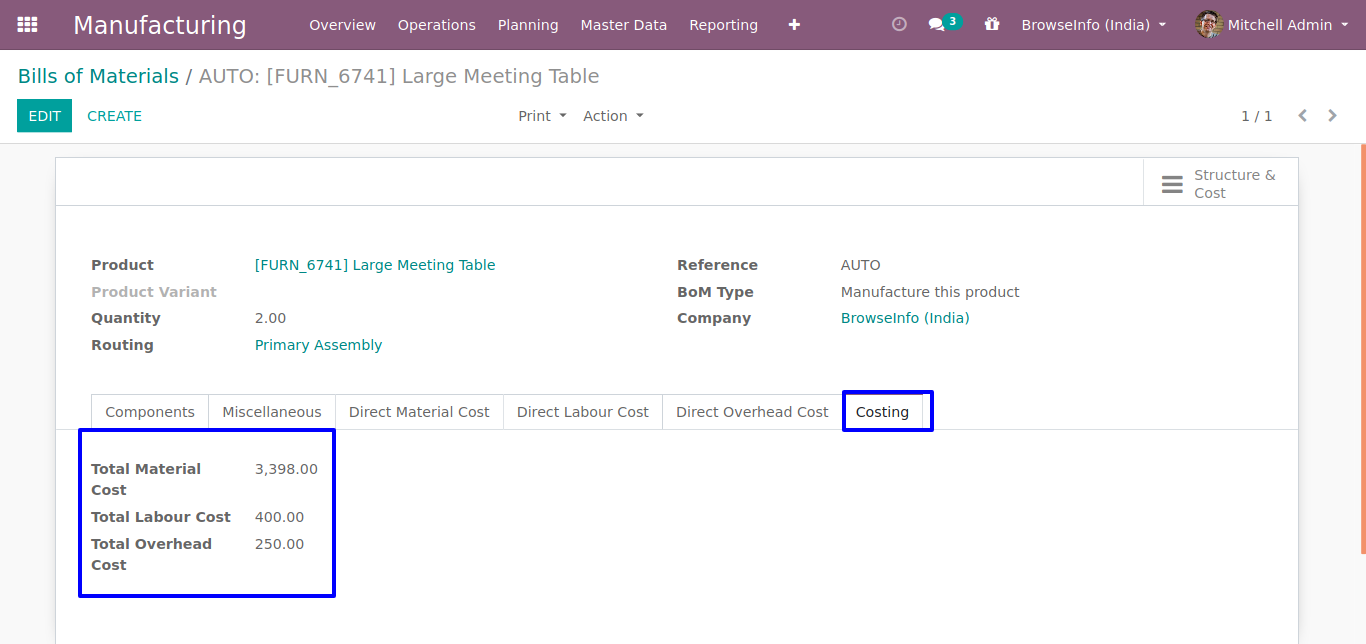 Manufacturing Overview Operations Planning Master Data Reporting + 3 BrowseInfo (India) Mitchell Admin
Bills of Materials / AUTO: [FURN_6741] Large Meeting Table
EDIT CREATE Print Action 1 / 1
Structure &
Cost
Product [FURN_6741] Large Meeting Table Reference AUTO
Product Variant BoM Type Manufacture this product
Quantity 2.00 Company BrowseInfo (India)
Routing Primary Assembly
Components Miscellaneous Direct Material Cost Direct Labour Cost Direct Overhead Cost Costing
Total Material 3,398.00
Cost
Total Labour Cost 400.00
Total Overhead 250.00
Cost